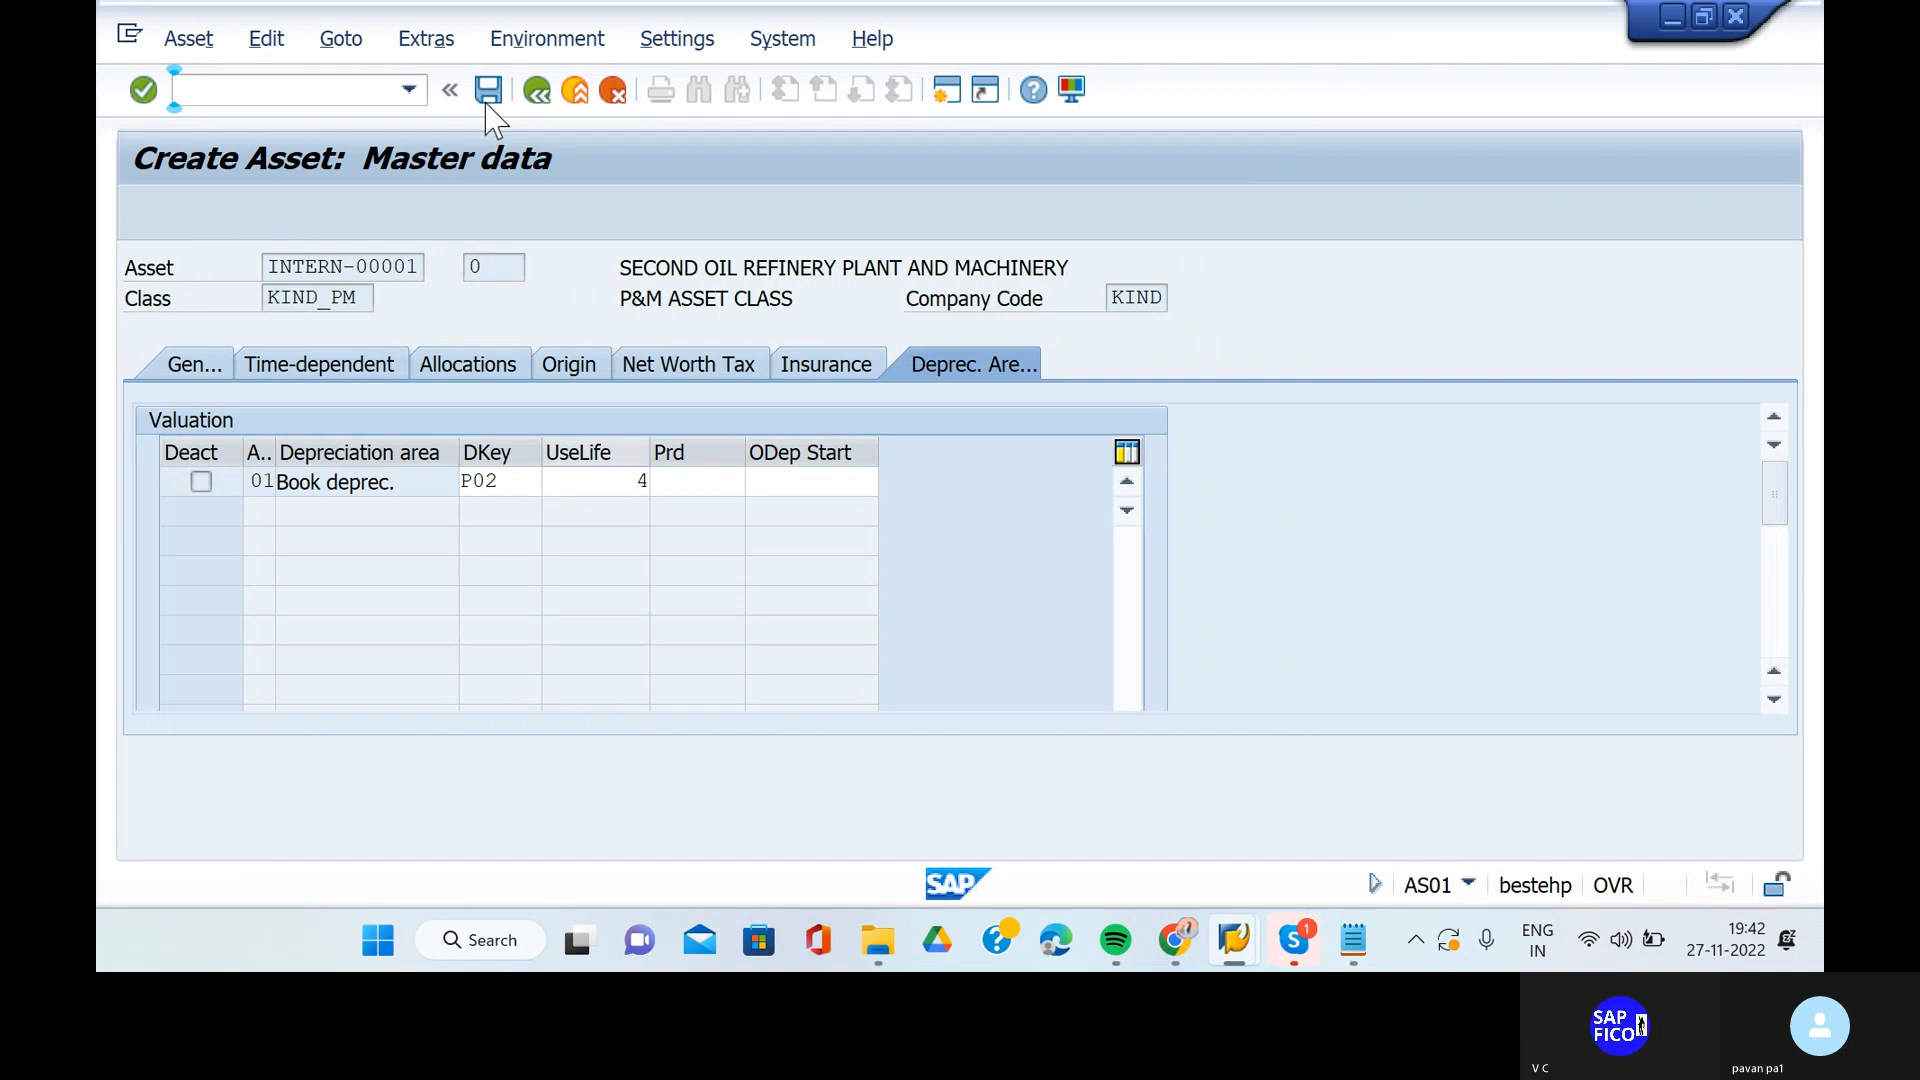 Asset Edit Goto Extras Environment Settings System Help
Create Asset: Master data
Asset INTERN-00001 0 SECOND OIL REFINERY PLANT AND MACHINERY
Class KIND_PM P&M ASSET CLASS Company Code KIND
Gen... Time-dependent Allocations Origin Net Worth Tax Insurance Deprec. Are...
Valuation
Deact A.. Depreciation area DKey UseLife Prd ODep Start
01 Book deprec. P02 4
SAP AS01 bestehp OVR
Search 1 ENG IN 19:42 27-11-2022
SAP FICO
V C pavan pa1